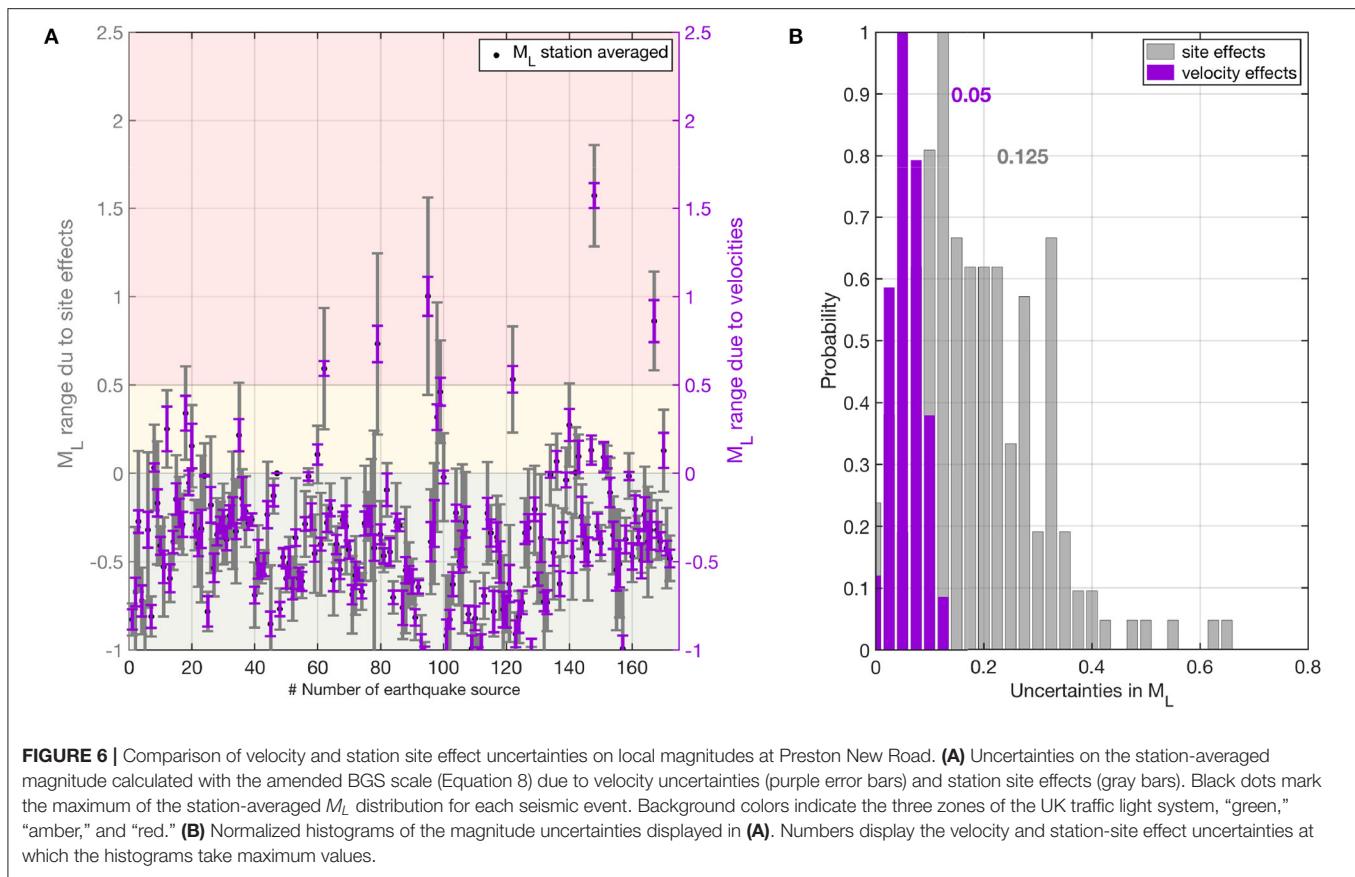 A
2.5
2
1.5
1
0.5
0
-0.5
-1
M_L range du to site effects
M_L station averaged
2.5
2
1.5
1
0.5
0
-0.5
-1
M_L range due to velocities
0 20 40 60 80 100 120 140 160
# Number of earthquake source
B
1
0.9
0.8
0.7
0.6
0.5
0.4
0.3
0.2
0.1
0
Probability
site effects
velocity effects
0.05
0.125
0 0.2 0.4 0.6 0.8
Uncertainties in M_L
FIGURE 6 | Comparison of velocity and station site effect uncertainties on local magnitudes at Preston New Road. (A) Uncertainties on the station-averaged
magnitude calculated with the amended BGS scale (Equation 8) due to velocity uncertainties (purple error bars) and station site effects (gray bars). Black dots mark
the maximum of the station-averaged M_L distribution for each seismic event. Background colors indicate the three zones of the UK traffic light system, “green,”
“amber,” and “red.” (B) Normalized histograms of the magnitude uncertainties displayed in (A). Numbers display the velocity and station-site effect uncertainties at
which the histograms take maximum values.